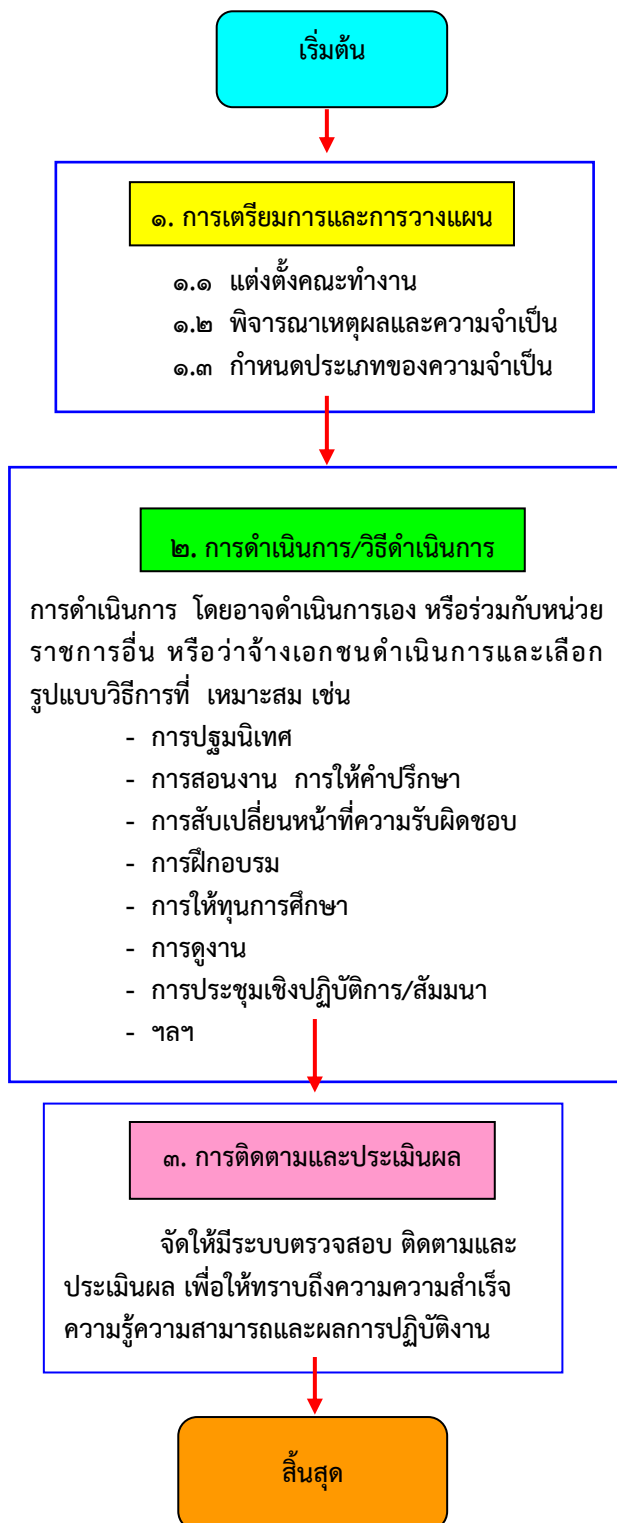 เริ่มต้น
๑. การเตรียมการและการวางแผน
๑.๑ แต่งตั้งคณะทำงาน
๑.๒ พิจารณาเหตุผลและความจำเป็น
๑.๓ กำหนดประเภทของความจำเป็น
๒. การดำเนินการ/วิธีดำเนินการ
การดำเนินการ โดยอาจดำเนินการเอง หรือร่วมกับหน่วย
ราชการอื่น หรือว่าจ้างเอกชนดำเนินการและเลือก
รูปแบบวิธีการที่ เหมาะสม เช่น
- การปฐมนิเทศ
- การสอนงาน การให้คำปรึกษา
- การสับเปลี่ยนหน้าที่ความรับผิดชอบ
- การฝึกอบรม
- การให้ทุนการศึกษา
- การดูงาน
- การประชุมเชิงปฏิบัติการ/สัมมนา
- ฯลฯ
๓. การติดตามและประเมินผล
จัดให้มีระบบตรวจสอบ ติดตามและ
ประเมินผล เพื่อให้ทราบถึงความความสำเร็จ
ความรู้ความสามารถและผลการปฏิบัติงาน
สิ้นสุด